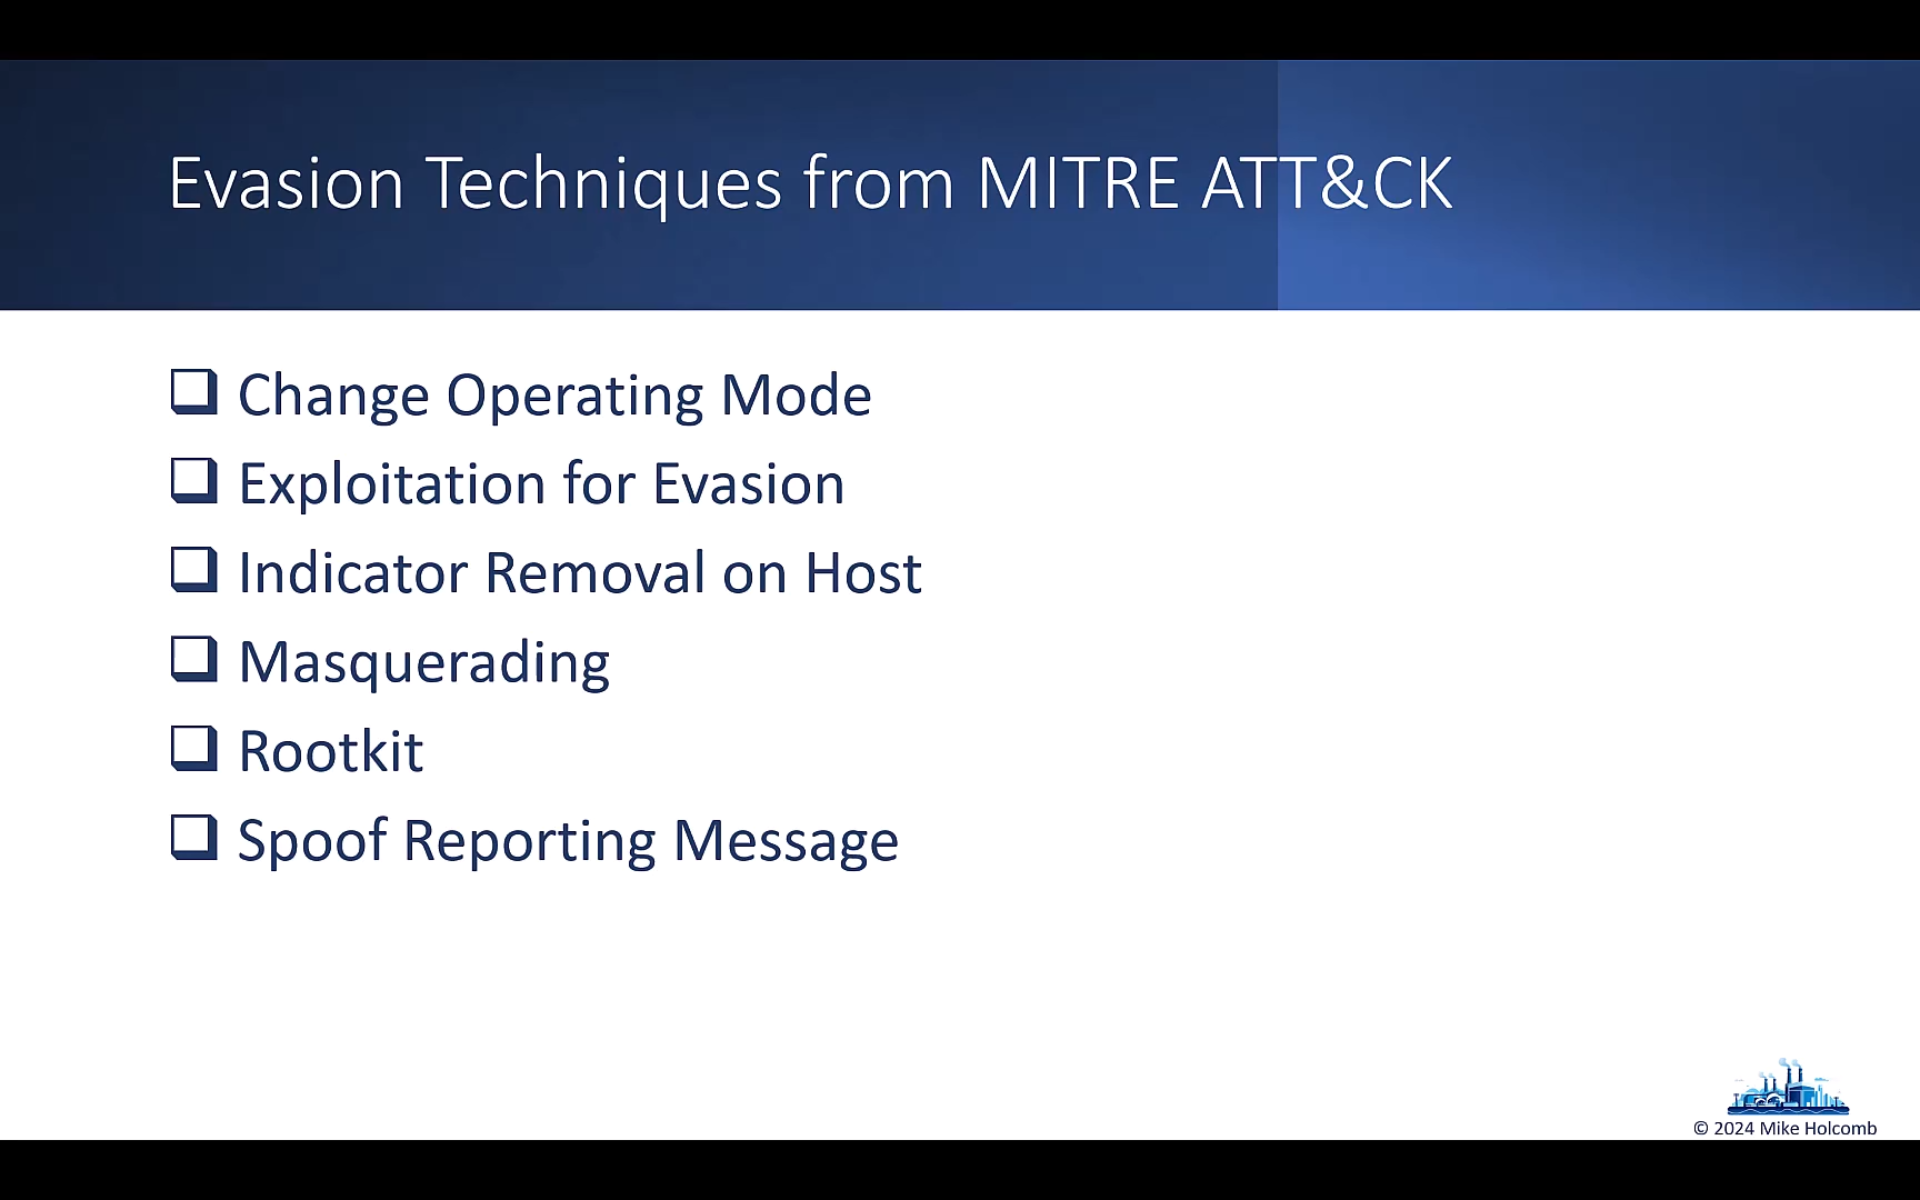 Evasion Techniques from MITRE ATT&CK
Change Operating Mode
Exploitation for Evasion
Indicator Removal on Host
Masquerading
Rootkit
Spoof Reporting Message
© 2024 Mike Holcomb